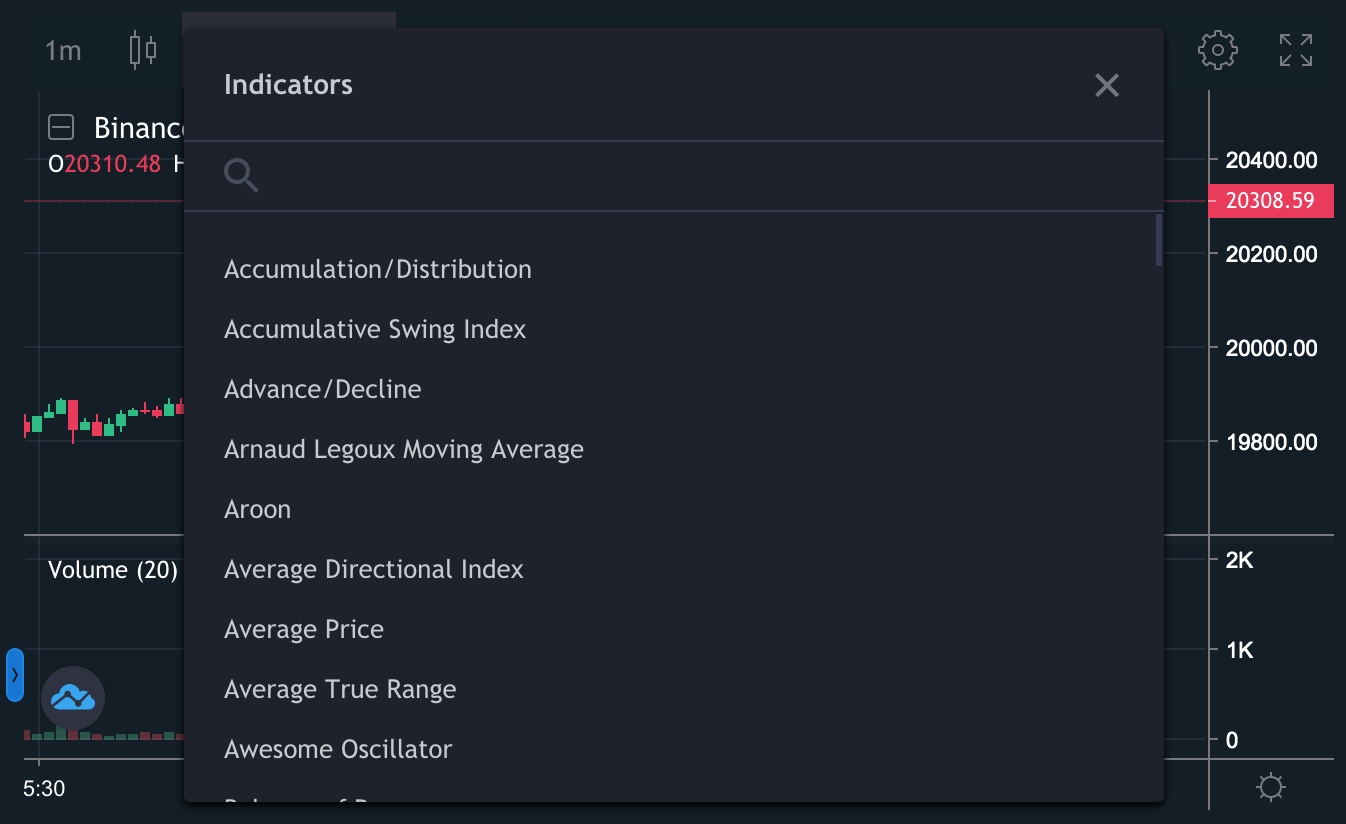 1m
Indicators
Binance
O20310.48 H
20400.00
20308.59
20200.00
20000.00
19800.00
Accumulation/Distribution
Accumulative Swing Index
Advance/Decline
Arnaud Legoux Moving Average
Aroon
Average Directional Index
Average Price
Average True Range
Awesome Oscillator
Volume (20)
2K
1K
0
5:30